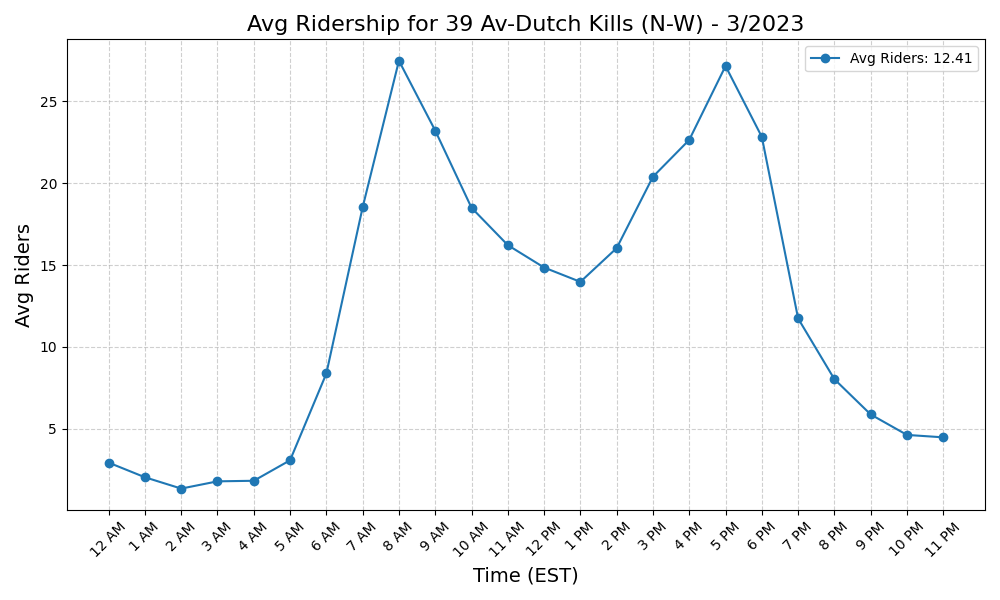 Avg Ridership for 39 Av-Dutch Kills (N-W) - 3/2023
Avg Riders: 12.41
Avg Riders
25
20
15
10
5
12 AM
1 AM
2 AM
3 AM
4 AM
5 AM
6 AM
7 AM
8 AM
9 AM
10 AM
11 AM
12 PM
1 PM
2 PM
3 PM
4 PM
5 PM
6 PM
7 PM
8 PM
9 PM
10 PM
11 PM
Time (EST)